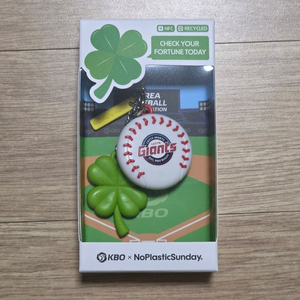 NFC RECYCLED
CHECK YOUR
FORTUNE TODAY
Giants
KBO
KBO × NoPlasticSunday.